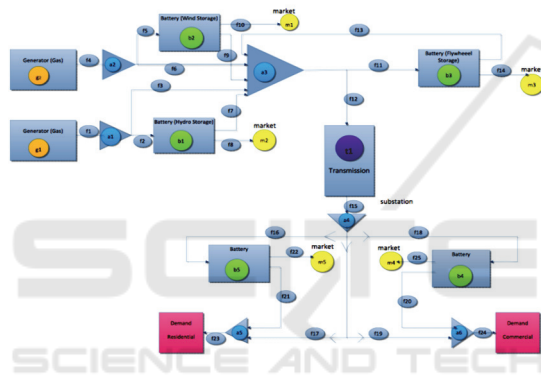 market
f10
m1
Battery (Wind Storage)
b2
f5
f13
f9
Generator (Gas)
f4
a2
f6
f3
a3
f11
Battery (Flywheel Storage)
b3
f14
market
m3
f7
f12
Generator (Gas)
g1
f1
a1
f2
Battery (Hydro Storage)
b1
f8
market
m2
t1
Transmission
f15
substation
a4
f16
f18
Battery
b5
f22
market
m5
market
m4
f25
Battery
b4
f21
f20
Demand
Residential
f23
a5
f17
f19
a6
f24
Demand
Commercial
SCIENCE AND TECH